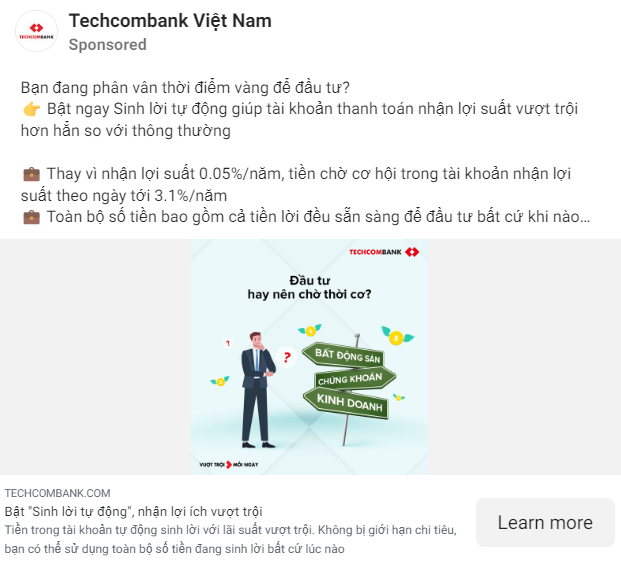 TECHCOMBANK
Techcombank Việt Nam
Sponsored
Bạn đang phân vân thời điểm vàng để đầu tư?
👉 Bật ngay Sinh lời tự động giúp tài khoản thanh toán nhận lợi suất vượt trội
hơn hẳn so với thông thường
💼 Thay vì nhận lợi suất 0.05%/năm, tiền chờ cơ hội trong tài khoản nhận lợi
suất theo ngày tới 3.1%/năm
💼 Toàn bộ số tiền bao gồm cả tiền lời đều sẵn sàng để đầu tư bất cứ khi nào…
TECHCOMBANK
Đầu tư
hay nên chờ thời cơ?
?
?
BẤT ĐỘNG SẢN
CHỨNG KHOÁN
KINH DOANH
VƯỢT TRỘI MỖI NGÀY
TECHCOMBANK.COM
Bật "Sinh lời tự động", nhận lợi ích vượt trội
Tiền trong tài khoản tự động sinh lời với lãi suất vượt trội. Không bị giới hạn chi tiêu,
bạn có thể sử dụng toàn bộ số tiền đang sinh lời bất cứ lúc nào
Learn more